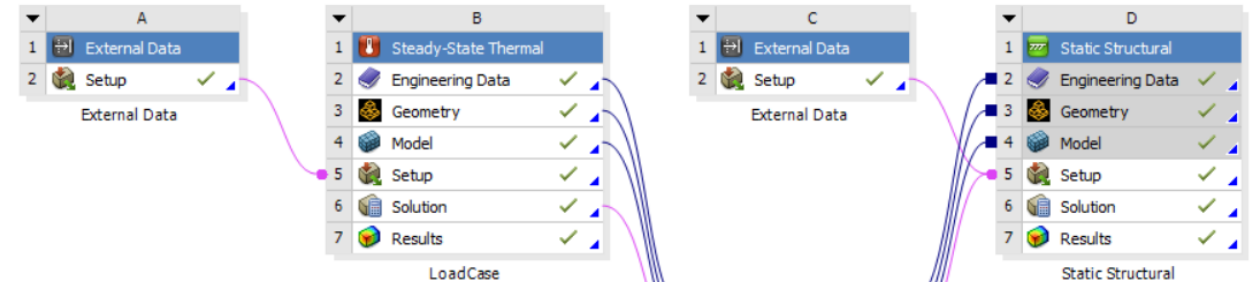 A
1 External Data
2 Setup
External Data
B
1 Steady-State Thermal
2 Engineering Data
3 Geometry
4 Model
5 Setup
6 Solution
7 Results
LoadCase
C
1 External Data
2 Setup
External Data
D
1 Static Structural
2 Engineering Data
3 Geometry
4 Model
5 Setup
6 Solution
7 Results
Static Structural